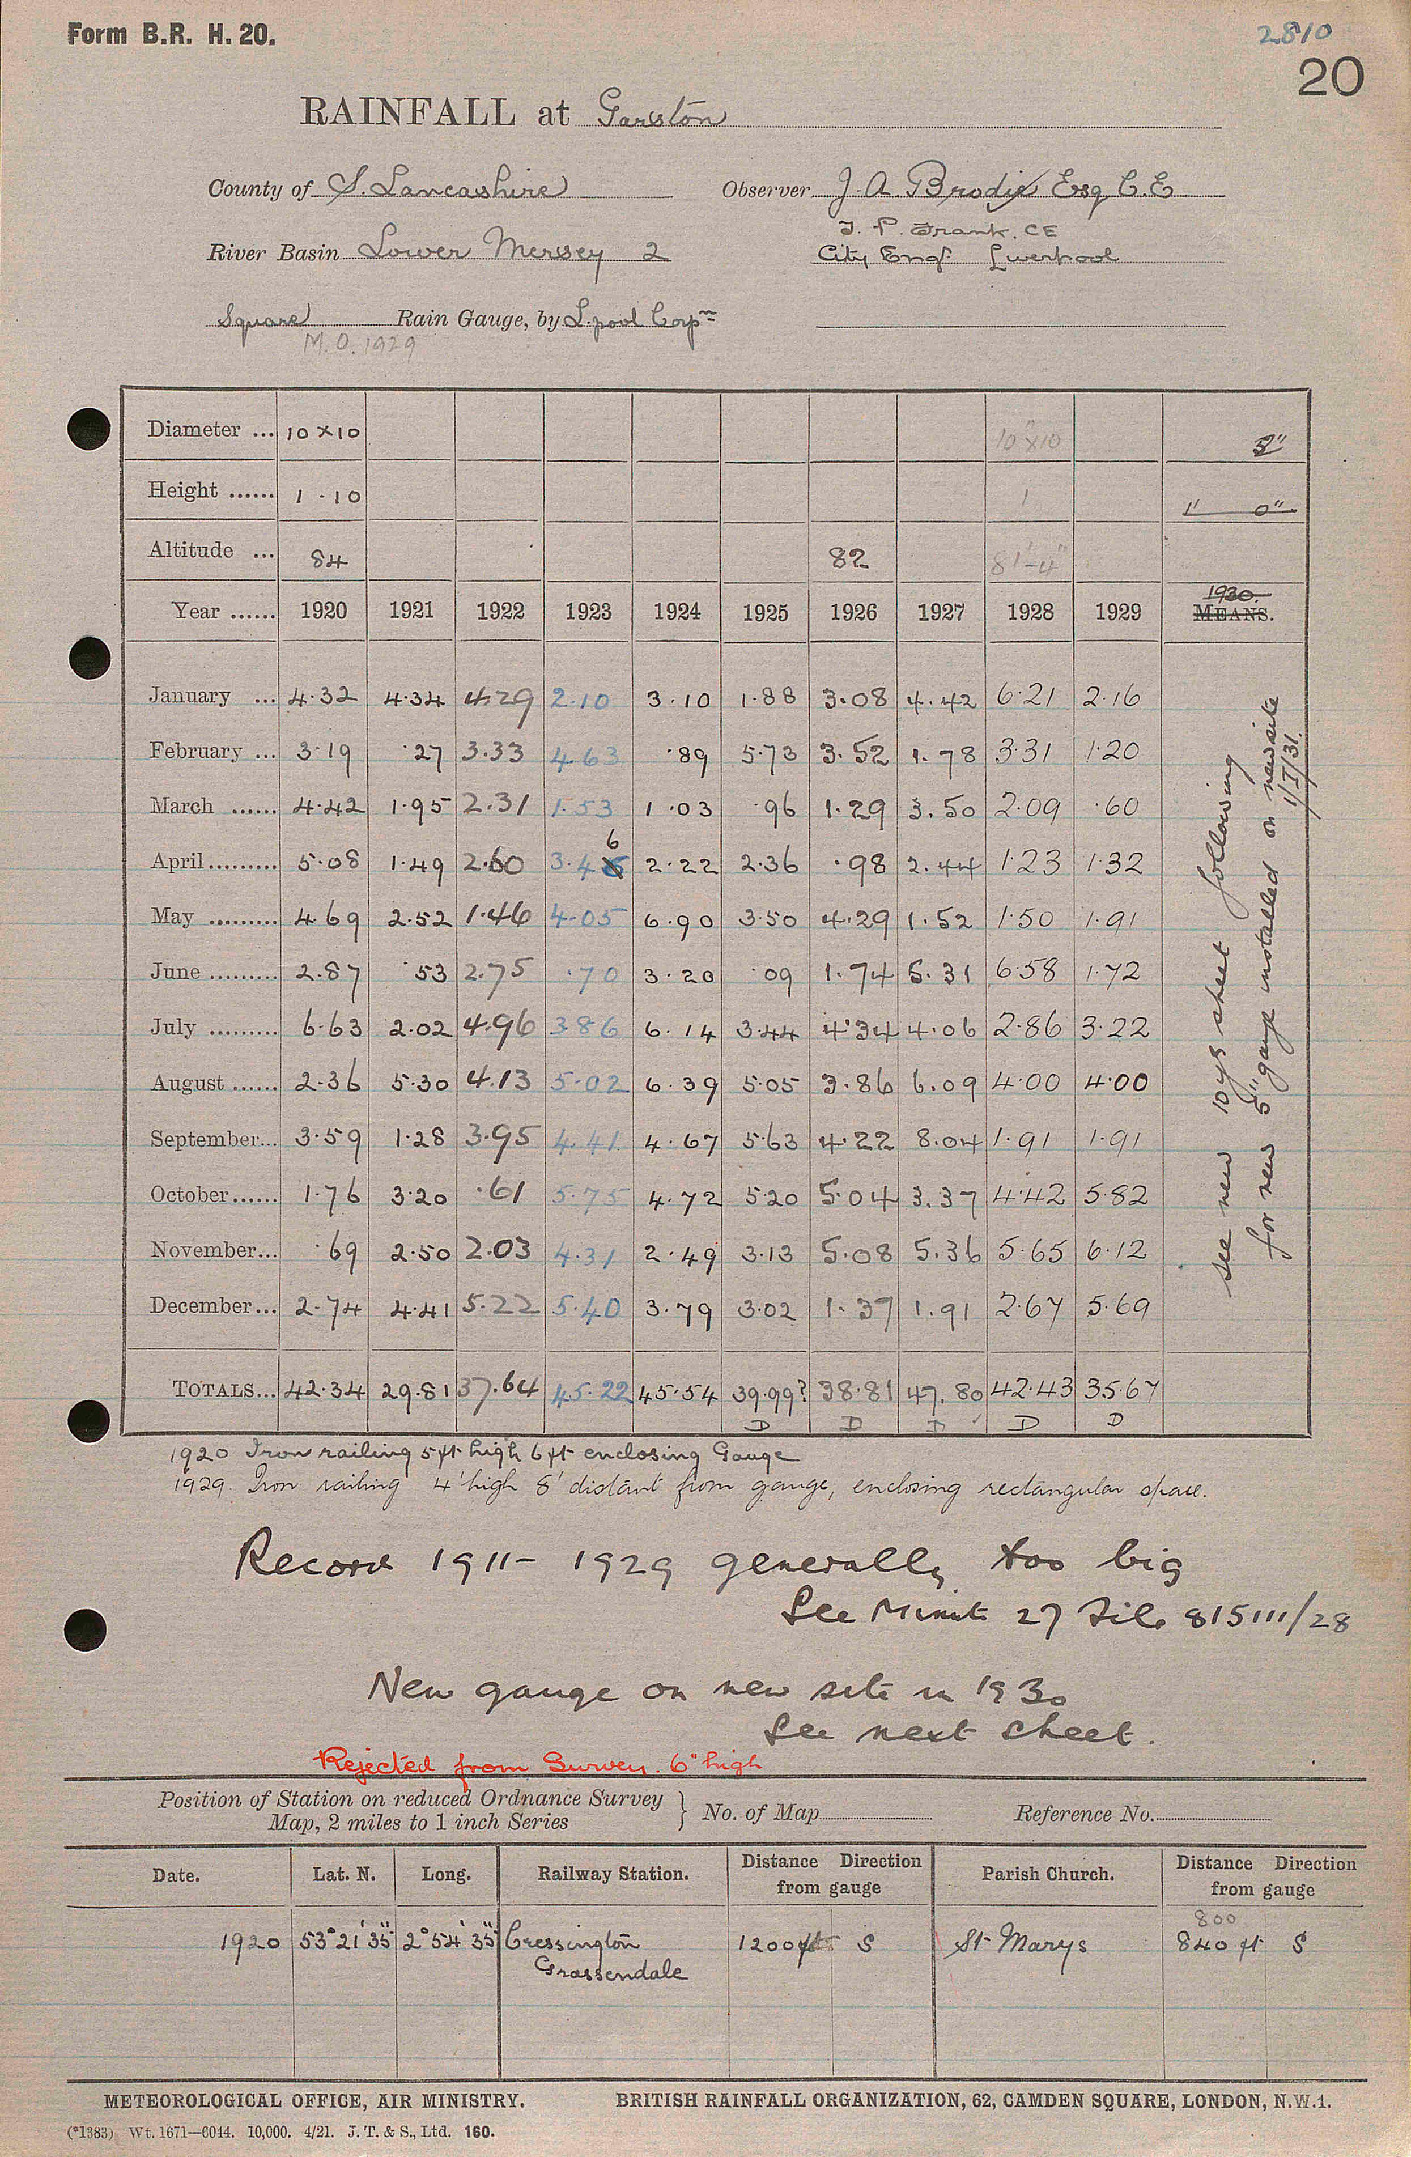 Form B.R. H. 20.
2810
20
RAINFALL at Garston
County of S. Lancashire Observer J A Brodie Esq C.E
T. P. Frank. CE
River Basin Lower Mersey 2 City Engr. Liverpool
Square Rain Gauge, by L.pool Corpn
M.O. 1929
Diameter ... 10 x 10 10"x10 5"
Height ...... 1 - 10 1 1' 0"
Altitude ... 84 82 81'-4"
Year ...... 1920 1921 1922 1923 1924 1925 1926 1927 1928 1929 1930. MEANS.
January ... 4.32 4.34 4.29 2.10 3.10 1.88 3.08 4.42 6.21 2.16
February ... 3.19 .27 3.33 4.63 .89 5.73 3.52 1.78 3.31 1.20
March ...... 4.42 1.95 2.31 1.53 1.03 .96 1.29 3.50 2.09 .60
April ......... 5.08 1.49 2.60 3.46 2.22 2.36 .98 2.44 1.23 1.32
May ......... 4.69 2.52 1.46 4.05 6.90 3.50 4.29 1.52 1.50 1.91
June ......... 2.87 .53 2.75 .70 3.20 .09 1.74 5.31 6.58 1.72
July ......... 6.63 2.02 4.96 3.86 6.14 3.44 4.34 4.06 2.86 3.22
August ...... 2.36 5.30 4.13 5.02 6.39 5.05 3.86 6.09 4.00 4.00
September... 3.59 1.28 3.95 4.41 4.67 5.63 4.22 8.04 1.91 1.91
October...... 1.76 3.20 .61 5.75 4.72 5.20 5.04 3.37 4.42 5.82
November... .69 2.50 2.03 4.31 2.49 3.13 5.08 5.36 5.65 6.12
December... 2.74 4.41 5.22 5.40 3.79 3.02 1.37 1.91 2.67 5.69
TOTALS... 42.34 29.81 37.64 45.22 45.54 39.99? 38.81 47.80 42.43 35.67
D D D D D
see new 10 yr sheet following
for new 5" gauge installed on new site
1/I/31.
1920 Iron railing 5ft high 6 ft enclosing Gauge
1929. Iron railing 4' high 8' distant from gauge, enclosing rectangular space.
Record 1911- 1929 generally too big
See Minute 27 File 815111/28
New gauge on new site in 1930
See next sheet.
Rejected from Survey. 6" high
Position of Station on reduced Ordnance Survey
Map, 2 miles to 1 inch Series } No. of Map Reference No.
Date. Lat. N. Long. Railway Station. Distance Direction from gauge Parish Church. Distance Direction from gauge
800
1920 53° 21' 35" 2° 54' 35" Cressington Grassendale 1200 ft S St Marys 840 ft S
METEOROLOGICAL OFFICE, AIR MINISTRY. BRITISH RAINFALL ORGANIZATION, 62, CAMDEN SQUARE, LONDON, N.W.1.
(*1383) Wt. 1671—6044. 10,000. 4/21. J. T. & S., Ltd. 160.